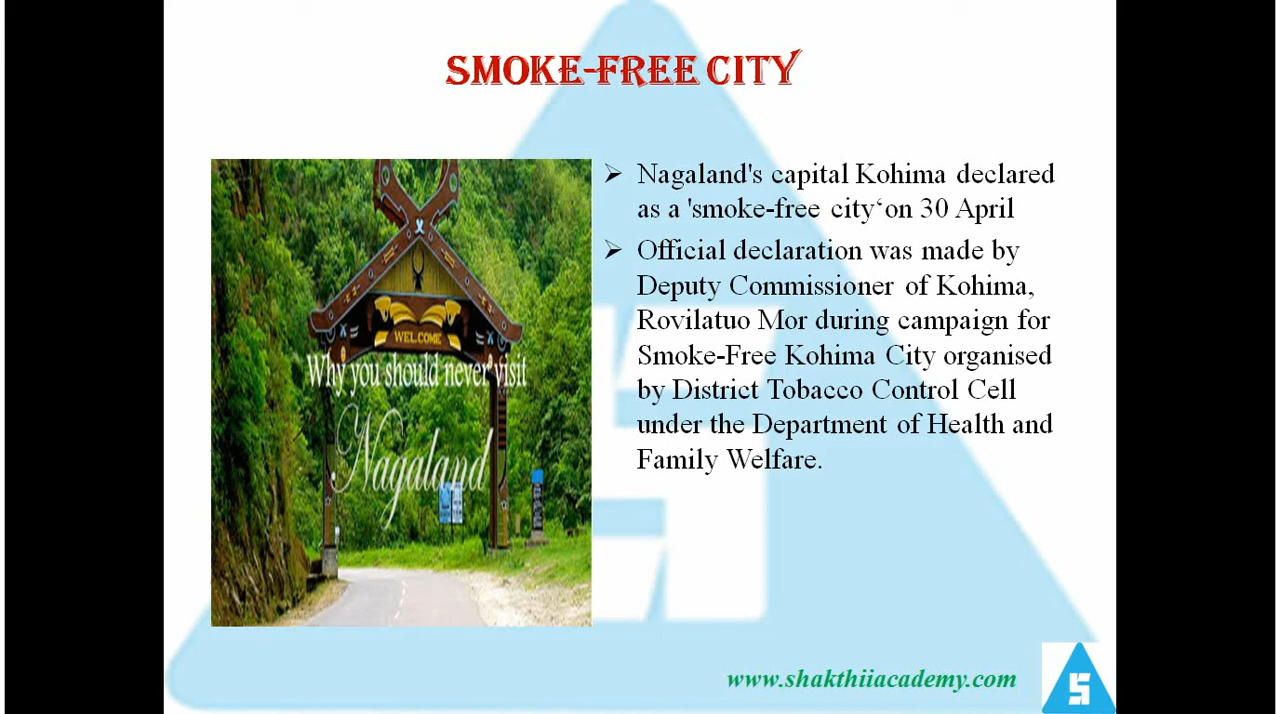 SMOKE-FREE CITY
Nagaland's capital Kohima declared
as a 'smoke-free city‘on 30 April
Official declaration was made by
Deputy Commissioner of Kohima,
Rovilatuo Mor during campaign for
Smoke-Free Kohima City organised
by District Tobacco Control Cell
under the Department of Health and
Family Welfare.
WELCOME
Why you should never visit
Nagaland
www.shakthiiacademy.com